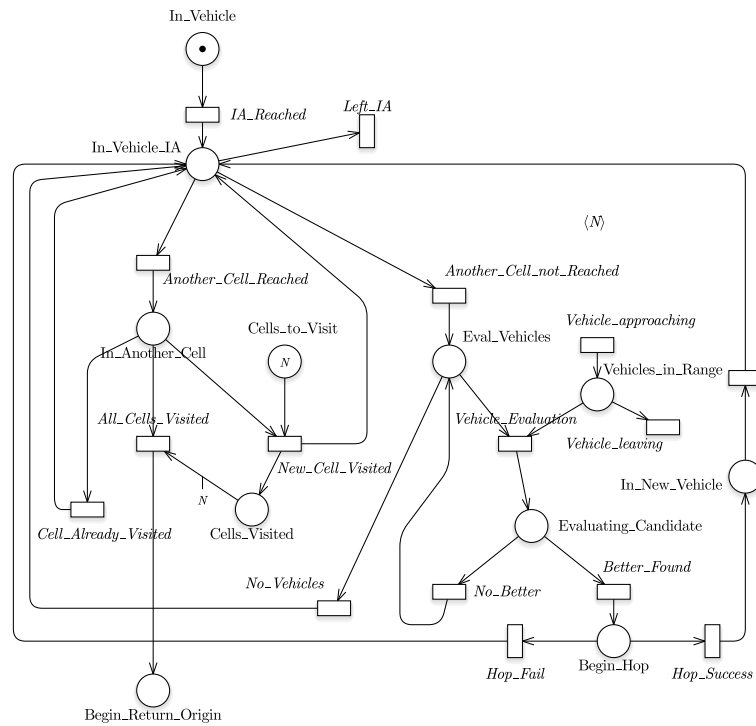 In_Vehicle
IA_Reached
Left_IA
In_Vehicle_IA
⟨N⟩
Another_Cell_Reached
Another_Cell_not_Reached
Vehicle_approaching
Cells_to_Visit
Eval_Vehicles
In_Another_Cell
N
Vehicles_in_Range
All_Cells_Visited
Vehicle_Evaluation
Vehicle_leaving
New_Cell_Visited
In_New_Vehicle
N
Cell_Already_Visited
Cells_Visited
Evaluating_Candidate
No_Vehicles
No_Better
Better_Found
Begin_Hop
Hop_Fail
Hop_Success
Begin_Return_Origin